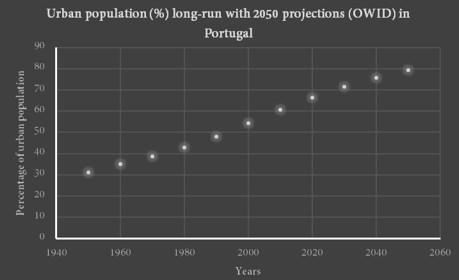 Urban population (%) long-run with 2050 projections (OWID) in
Portugal
Percentage of urban population
90
80
70
60
50
40
30
20
10
0
1940 1960 1980 2000 2020 2040 2060
Years